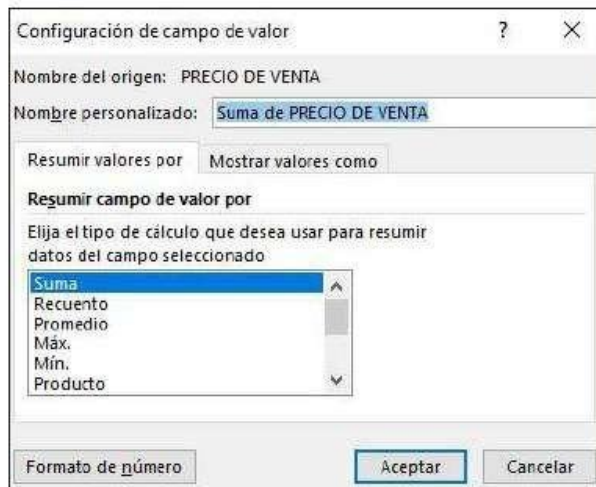 Configuración de campo de valor ? X
Nombre del origen: PRECIO DE VENTA
Nombre personalizado: Suma de PRECIO DE VENTA
Resumir valores por Mostrar valores como
Resumir campo de valor por
Elija el tipo de cálculo que desea usar para resumir
datos del campo seleccionado
Suma
Recuento
Promedio
Máx.
Mín.
Producto
Formato de número Aceptar Cancelar